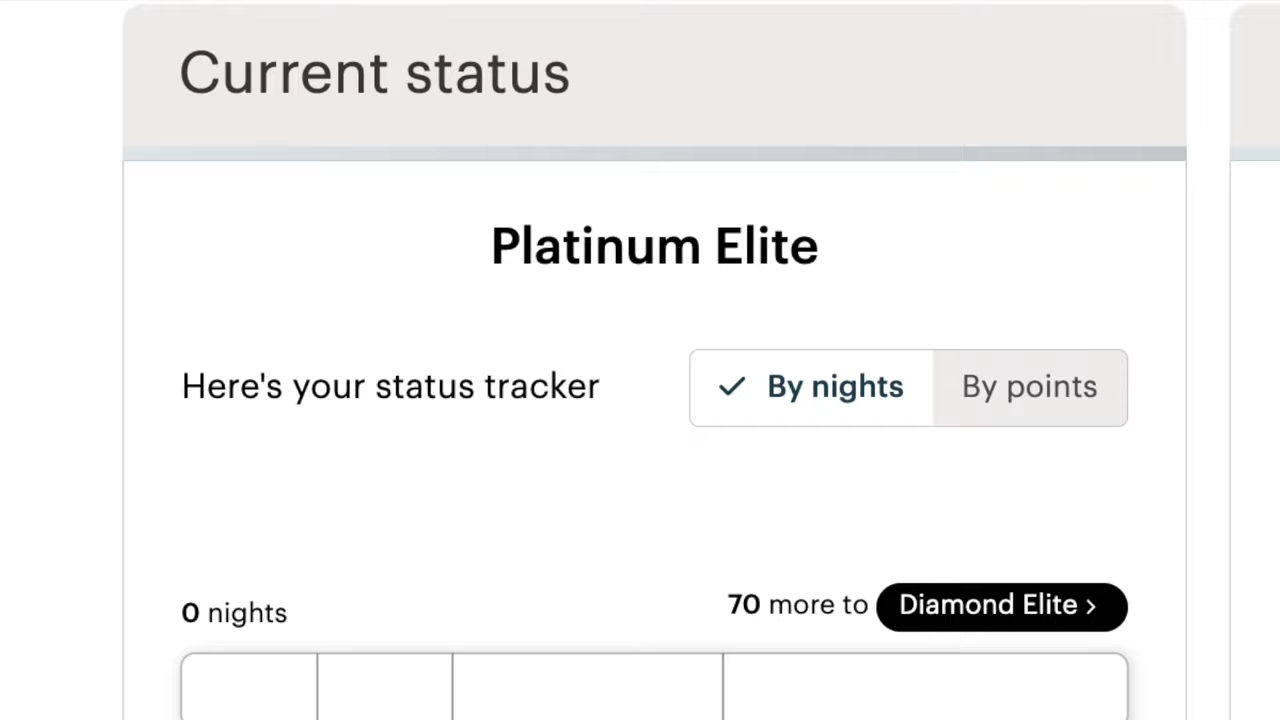 Current status
Platinum Elite
Here's your status tracker
By nights
By points
0 nights
70 more to Diamond Elite >